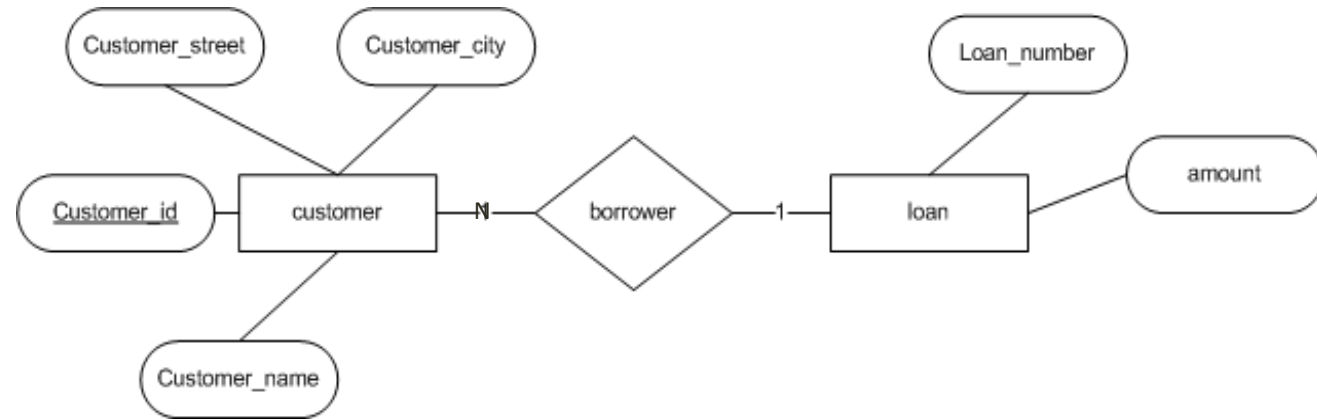 Customer_street
Customer_city
Loan_number
amount
Customer_id
customer
borrower
1
loan
Customer_name